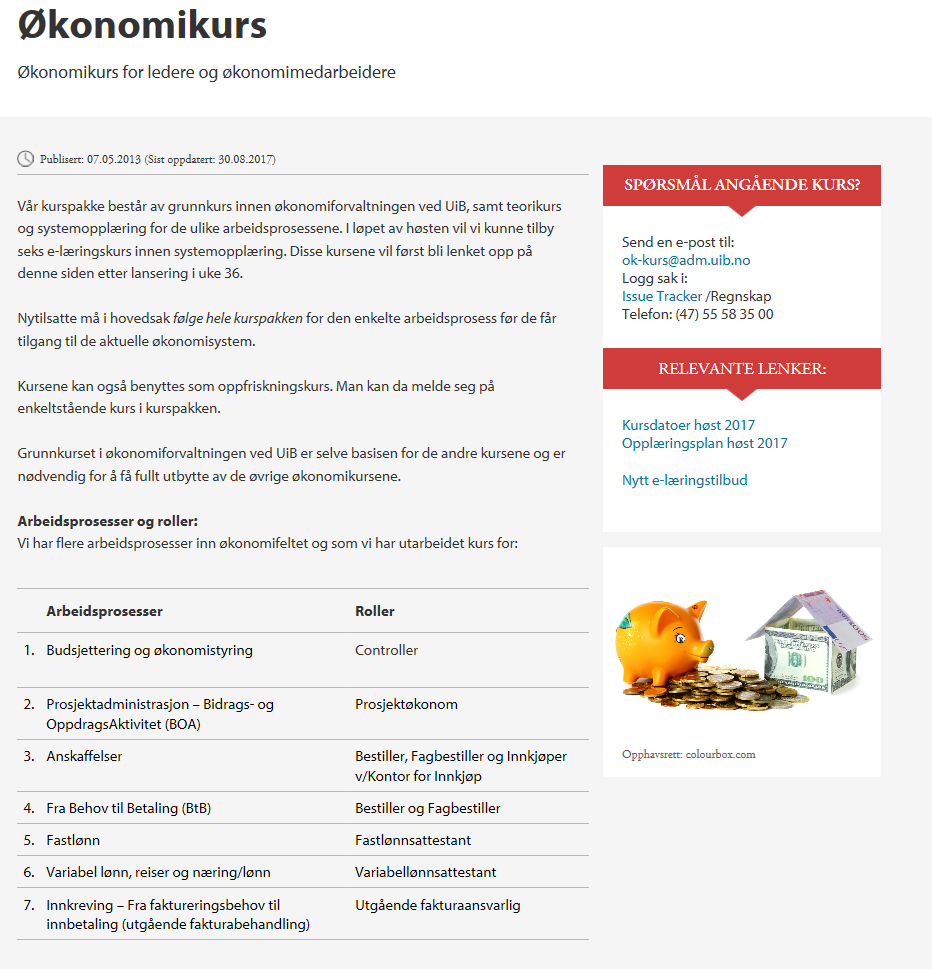 Økonomikurs
Økonomikurs for ledere og økonomimedarbeidere
Publisert: 07.05.2013 (Sist oppdatert: 30.08.2017)
Vår kurspakke består av grunnkurs innen økonomiforvaltningen ved UiB, samt teorikurs
og systemopplæring for de ulike arbeidsprosessene. I løpet av høsten vil vi kunne tilby
seks e-læringskurs innen systemopplæring. Disse kursene vil først bli lenket opp på
denne siden etter lansering i uke 36.
Nytilsatte må i hovedsak følge hele kurspakken for den enkelte arbeidsprosess før de får
tilgang til de aktuelle økonomisystem.
Kursene kan også benyttes som oppfriskningskurs. Man kan da melde seg på
enkeltstående kurs i kurspakken.
Grunnkurset i økonomiforvaltningen ved UiB er selve basisen for de andre kursene og er
nødvendig for å få fullt utbytte av de øvrige økonomikursene.
Arbeidsprosesser og roller:
Vi har flere arbeidsprosesser inn økonomifeltet og som vi har utarbeidet kurs for:
Arbeidsprosesser Roller
1. Budsjettering og økonomistyring Controller
2. Prosjektadministrasjon – Bidrags- og Prosjektøkonom
OppdragsAktivitet (BOA)
3. Anskaffelser Bestiller, Fagbestiller og Innkjøper
v/Kontor for Innkjøp
4. Fra Behov til Betaling (BtB) Bestiller og Fagbestiller
5. Fastlønn Fastlønnsattestant
6. Variabel lønn, reiser og næring/lønn Variabellønnsattestant
7. Innkreving – Fra faktureringsbehov til Utgående fakturaansvarlig
innbetaling (utgående fakturabehandling)
SPØRSMÅL ANGÅENDE KURS?
Send en e-post til:
ok-kurs@adm.uib.no
Logg sak i:
Issue Tracker /Regnskap
Telefon: (47) 55 58 35 00
RELEVANTE LENKER:
Kursdatoer høst 2017
Opplæringsplan høst 2017
Nytt e-læringstilbud
100
Opphavsrett: colourbox.com